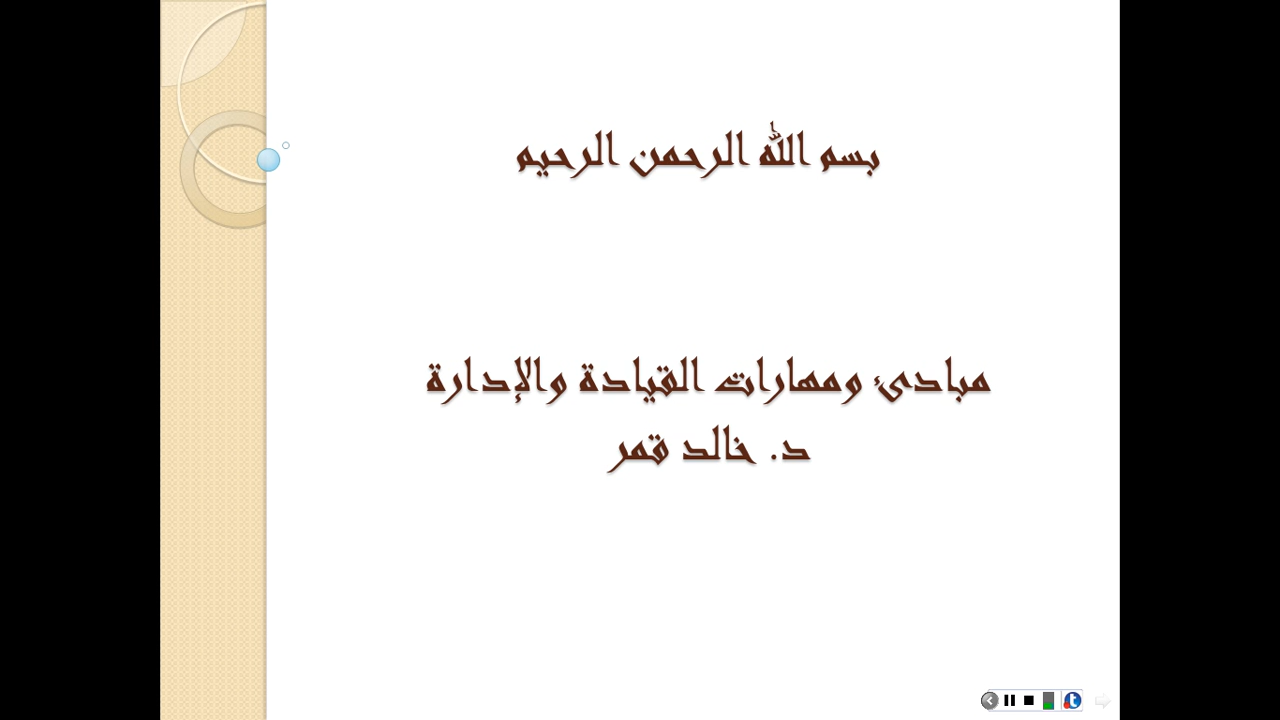 بسم الله الرحمن الرحيم
مبادئ ومهارات القيادة والإدارة
د. خالد قمر